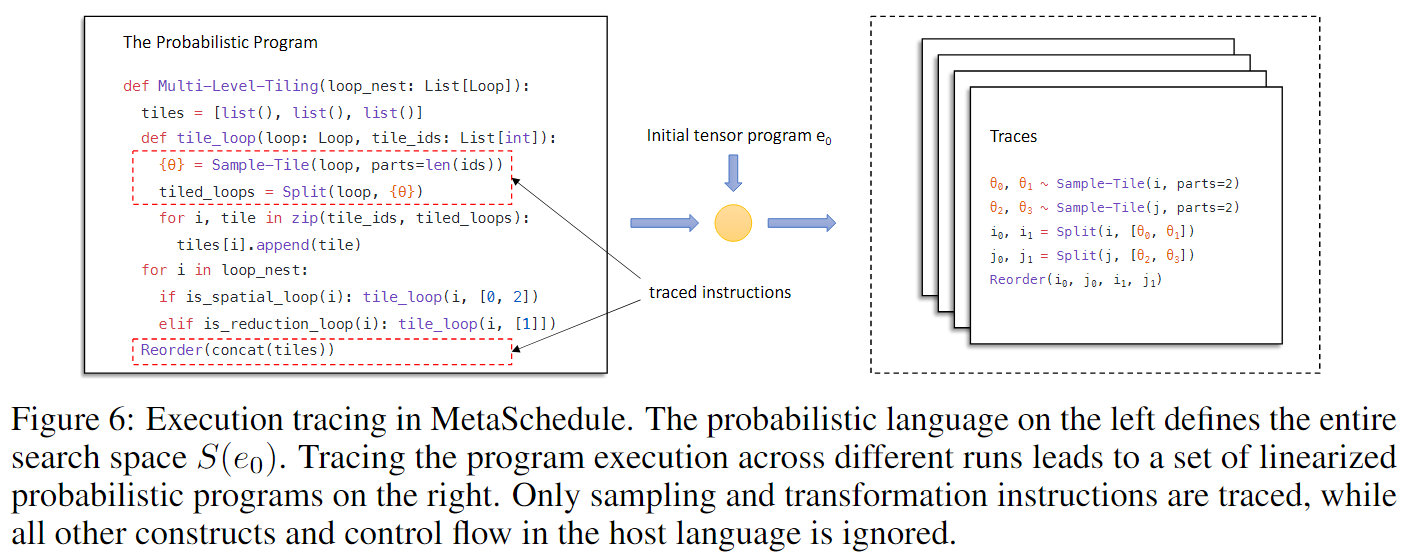 The Probabilistic Program
def Multi-Level-Tiling(loop_nest: List[Loop]):
tiles = [list(), list(), list()]
def tile_loop(loop: Loop, tile_ids: List[int]):
{θ} = Sample-Tile(loop, parts=len(ids))
tiled_loops = Split(loop, {θ})
for i, tile in zip(tile_ids, tiled_loops):
tiles[i].append(tile)
for i in loop_nest:
if is_spatial_loop(i): tile_loop(i, [0, 2])
elif is_reduction_loop(i): tile_loop(i, [1]])
Reorder(concat(tiles))
Initial tensor program e₀
traced instructions
Traces
θ₀, θ₁ ~ Sample-Tile(i, parts=2)
θ₂, θ₃ ~ Sample-Tile(j, parts=2)
i₀, i₁ = Split(i, [θ₀, θ₁])
j₀, j₁ = Split(j, [θ₂, θ₃])
Reorder(i₀, j₀, i₁, j₁)
Figure 6: Execution tracing in MetaSchedule. The probabilistic language on the left defines the entire
search space S(e₀). Tracing the program execution across different runs leads to a set of linearized
probabilistic programs on the right. Only sampling and transformation instructions are traced, while
all other constructs and control flow in the host language is ignored.